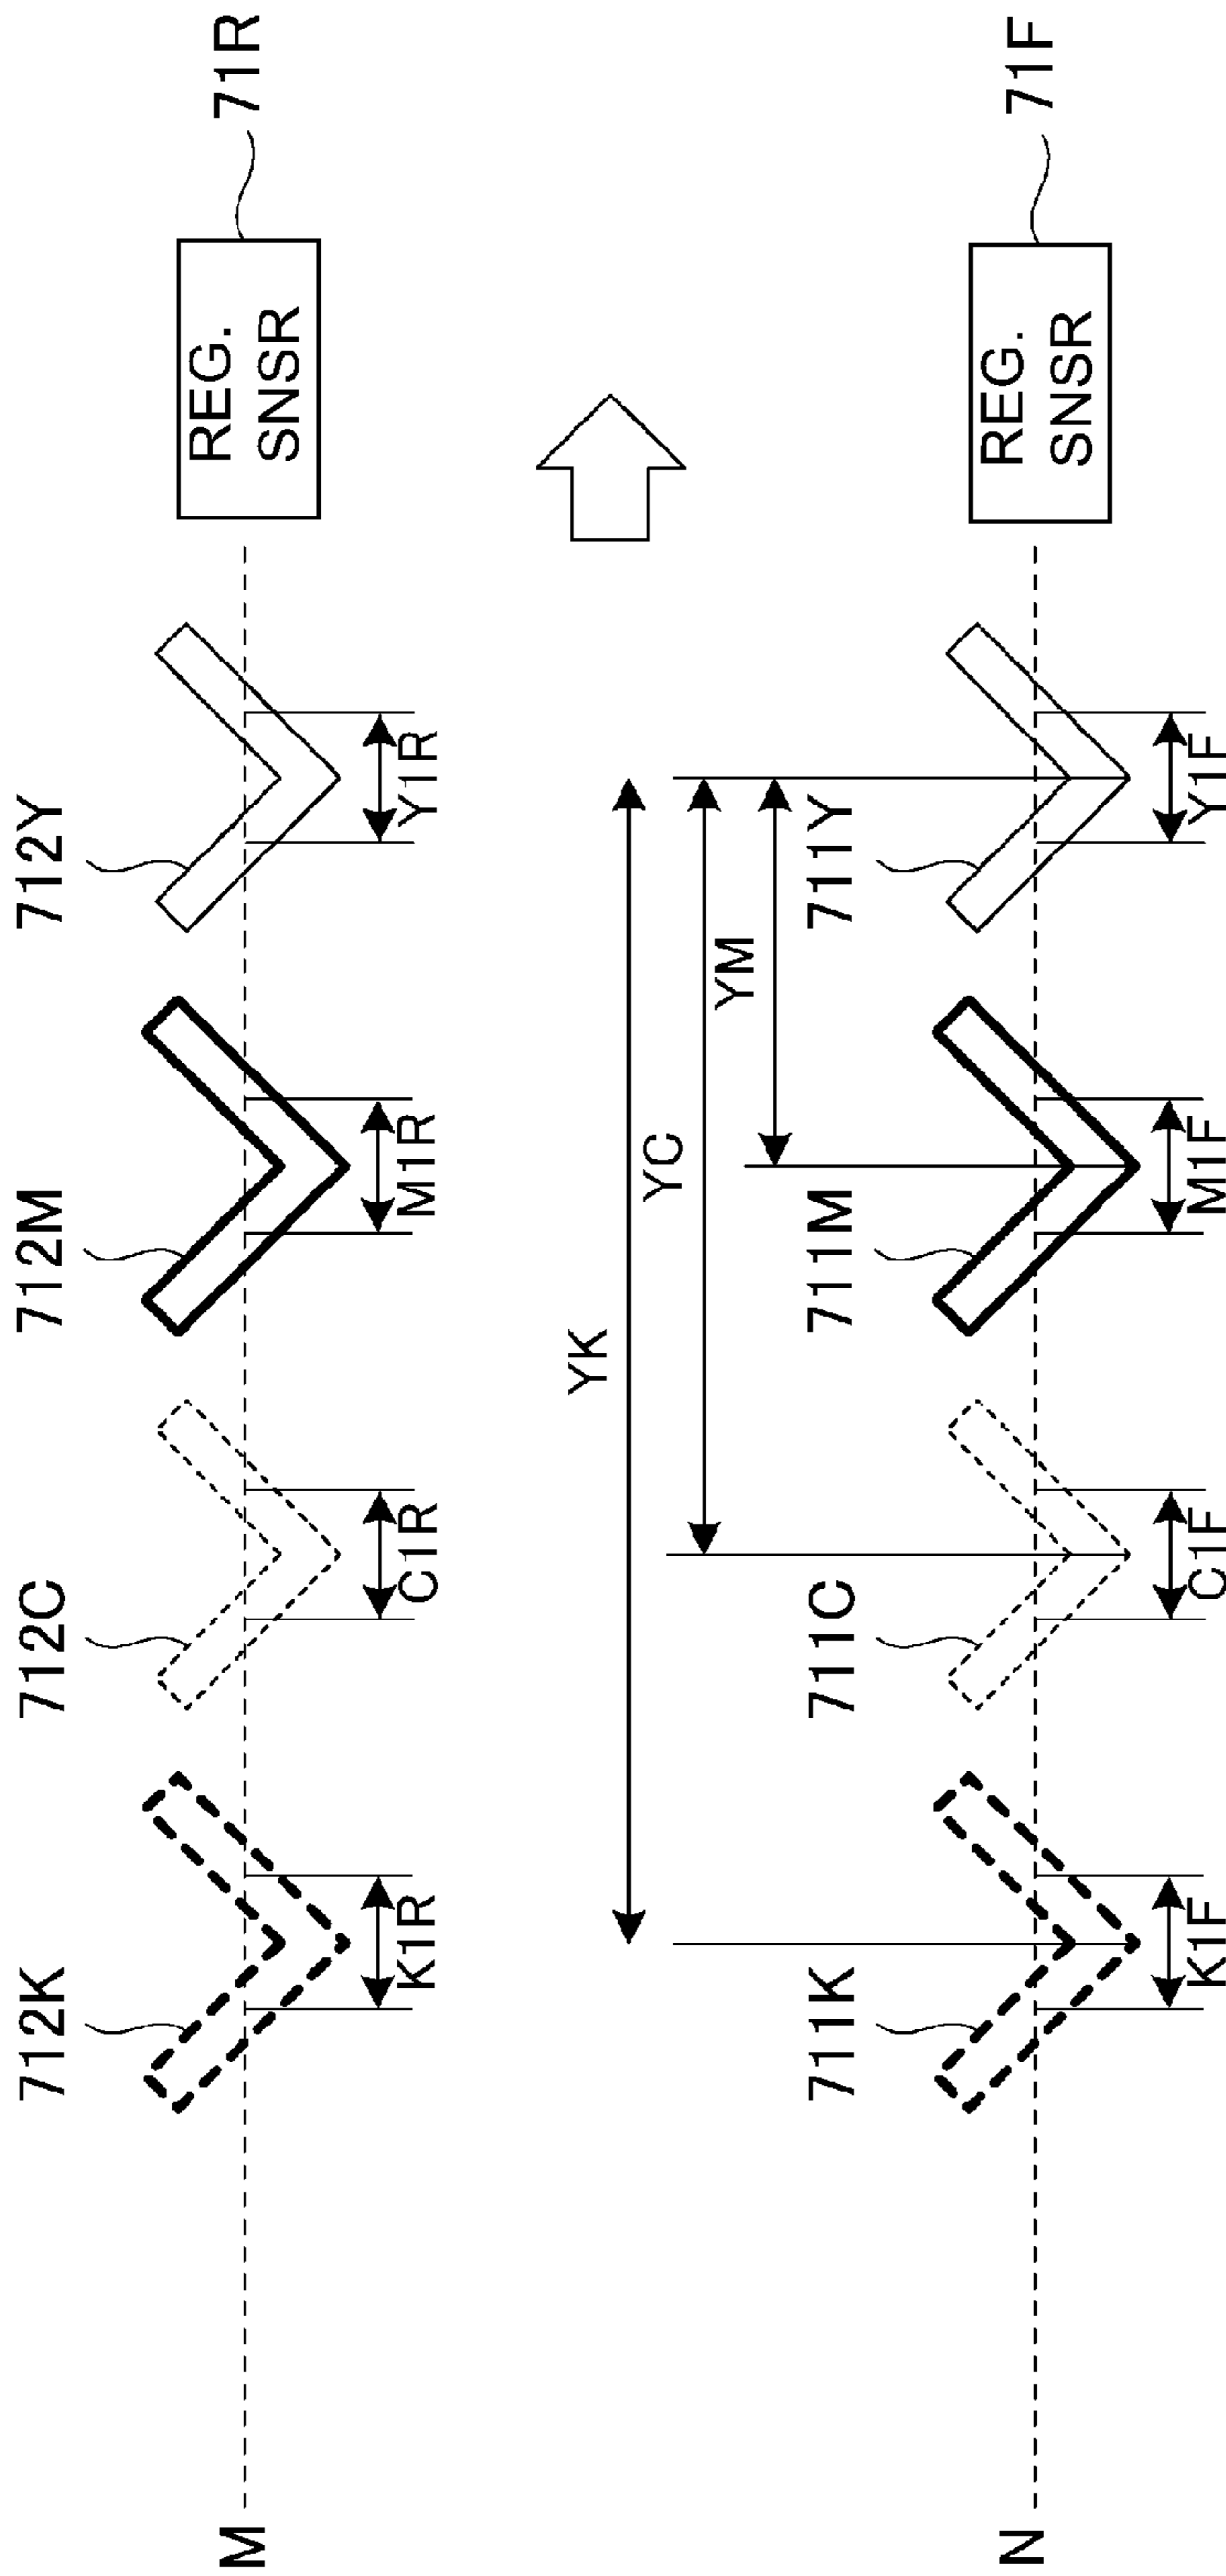 712K
712C
712M
712Y
M
REG.
SNSR
71R
K1R
C1R
M1R
Y1R
YK
YC
YM
711K
711C
711M
711Y
N
REG.
SNSR
71F
K1F
C1F
M1F
Y1F